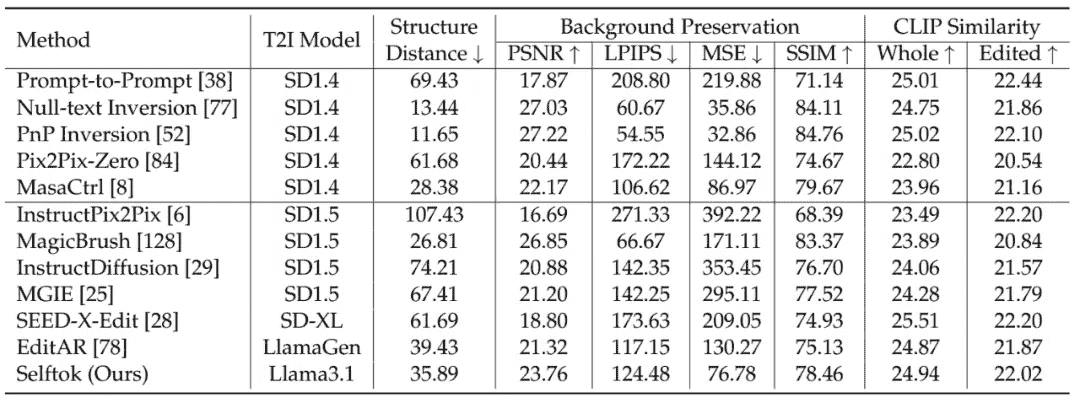 Method T2I Model Structure Distance ↓ Background Preservation CLIP Similarity
PSNR ↑ LPIPS ↓ MSE ↓ SSIM ↑ Whole ↑ Edited ↑
Prompt-to-Prompt [38] SD1.4 69.43 17.87 208.80 219.88 71.14 25.01 22.44
Null-text Inversion [77] SD1.4 13.44 27.03 60.67 35.86 84.11 24.75 21.86
PnP Inversion [52] SD1.4 11.65 27.22 54.55 32.86 84.76 25.02 22.10
Pix2Pix-Zero [84] SD1.4 61.68 20.44 172.22 144.12 74.67 22.80 20.54
MasaCtrl [8] SD1.4 28.38 22.17 106.62 86.97 79.67 23.96 21.16
InstructPix2Pix [6] SD1.5 107.43 16.69 271.33 392.22 68.39 23.49 22.20
MagicBrush [128] SD1.5 26.81 26.85 66.67 171.11 83.37 23.89 20.84
InstructDiffusion [29] SD1.5 74.21 20.88 142.35 353.45 76.70 24.06 21.57
MGIE [25] SD1.5 67.41 21.20 142.25 295.11 77.52 24.28 21.79
SEED-X-Edit [28] SD-XL 61.69 18.80 173.63 209.05 74.93 25.51 22.20
EditAR [78] LlamaGen 39.43 21.32 117.15 130.27 75.13 24.87 21.87
Selftok (Ours) Llama3.1 35.89 23.76 124.48 76.78 78.46 24.94 22.02